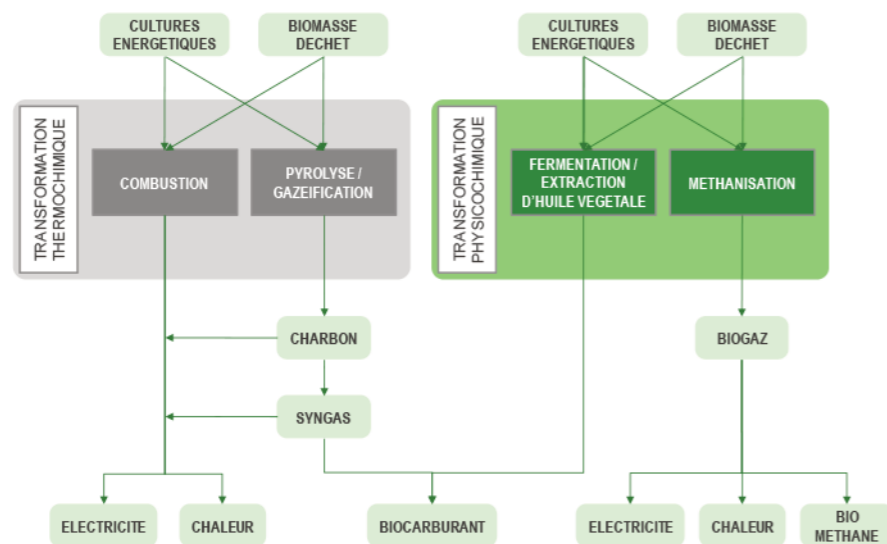 CULTURES
ENERGETIQUES
BIOMASSE
DECHET
CULTURES
ENERGETIQUES
BIOMASSE
DECHET
TRANSFORMATION
THERMOCHIMIQUE
COMBUSTION
PYROLYSE /
GAZEIFICATION
TRANSFORMATION
PHYSICOCHIMIQUE
FERMENTATION /
EXTRACTION
D'HUILE VEGETALE
METHANISATION
CHARBON
BIOGAZ
SYNGAS
ELECTRICITE
CHALEUR
BIOCARBURANT
ELECTRICITE
CHALEUR
BIO
METHANE